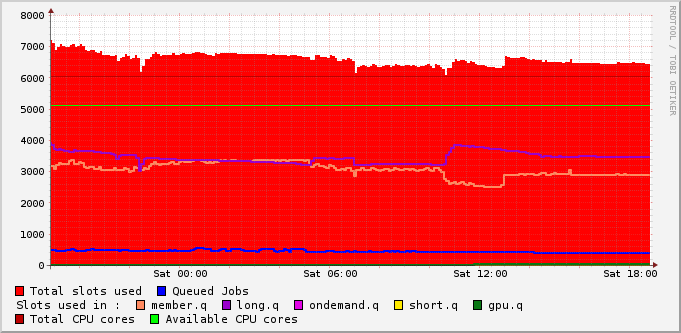 RRDTOOL / TOBI OETIKER
8000
7000
6000
5000
4000
3000
2000
1000
0
Sat 00:00 Sat 06:00 Sat 12:00 Sat 18:00
Total slots used Queued Jobs
Slots used in : member.q long.q ondemand.q short.q gpu.q
Total CPU cores Available CPU cores